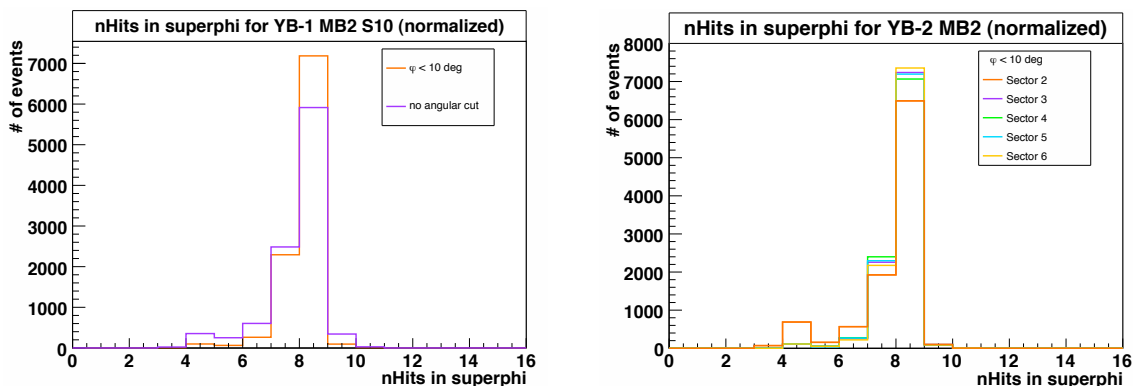 nHits in superphi for YB-1 MB2 S10 (normalized)
# of events
7000
6000
5000
4000
3000
2000
1000
0
φ < 10 deg
no angular cut
0 2 4 6 8 10 12 14 16
nHits in superphi
nHits in superphi for YB-2 MB2 (normalized)
# of events
8000
7000
6000
5000
4000
3000
2000
1000
0
φ < 10 deg
Sector 2
Sector 3
Sector 4
Sector 5
Sector 6
0 2 4 6 8 10 12 14 16
nHits in superphi